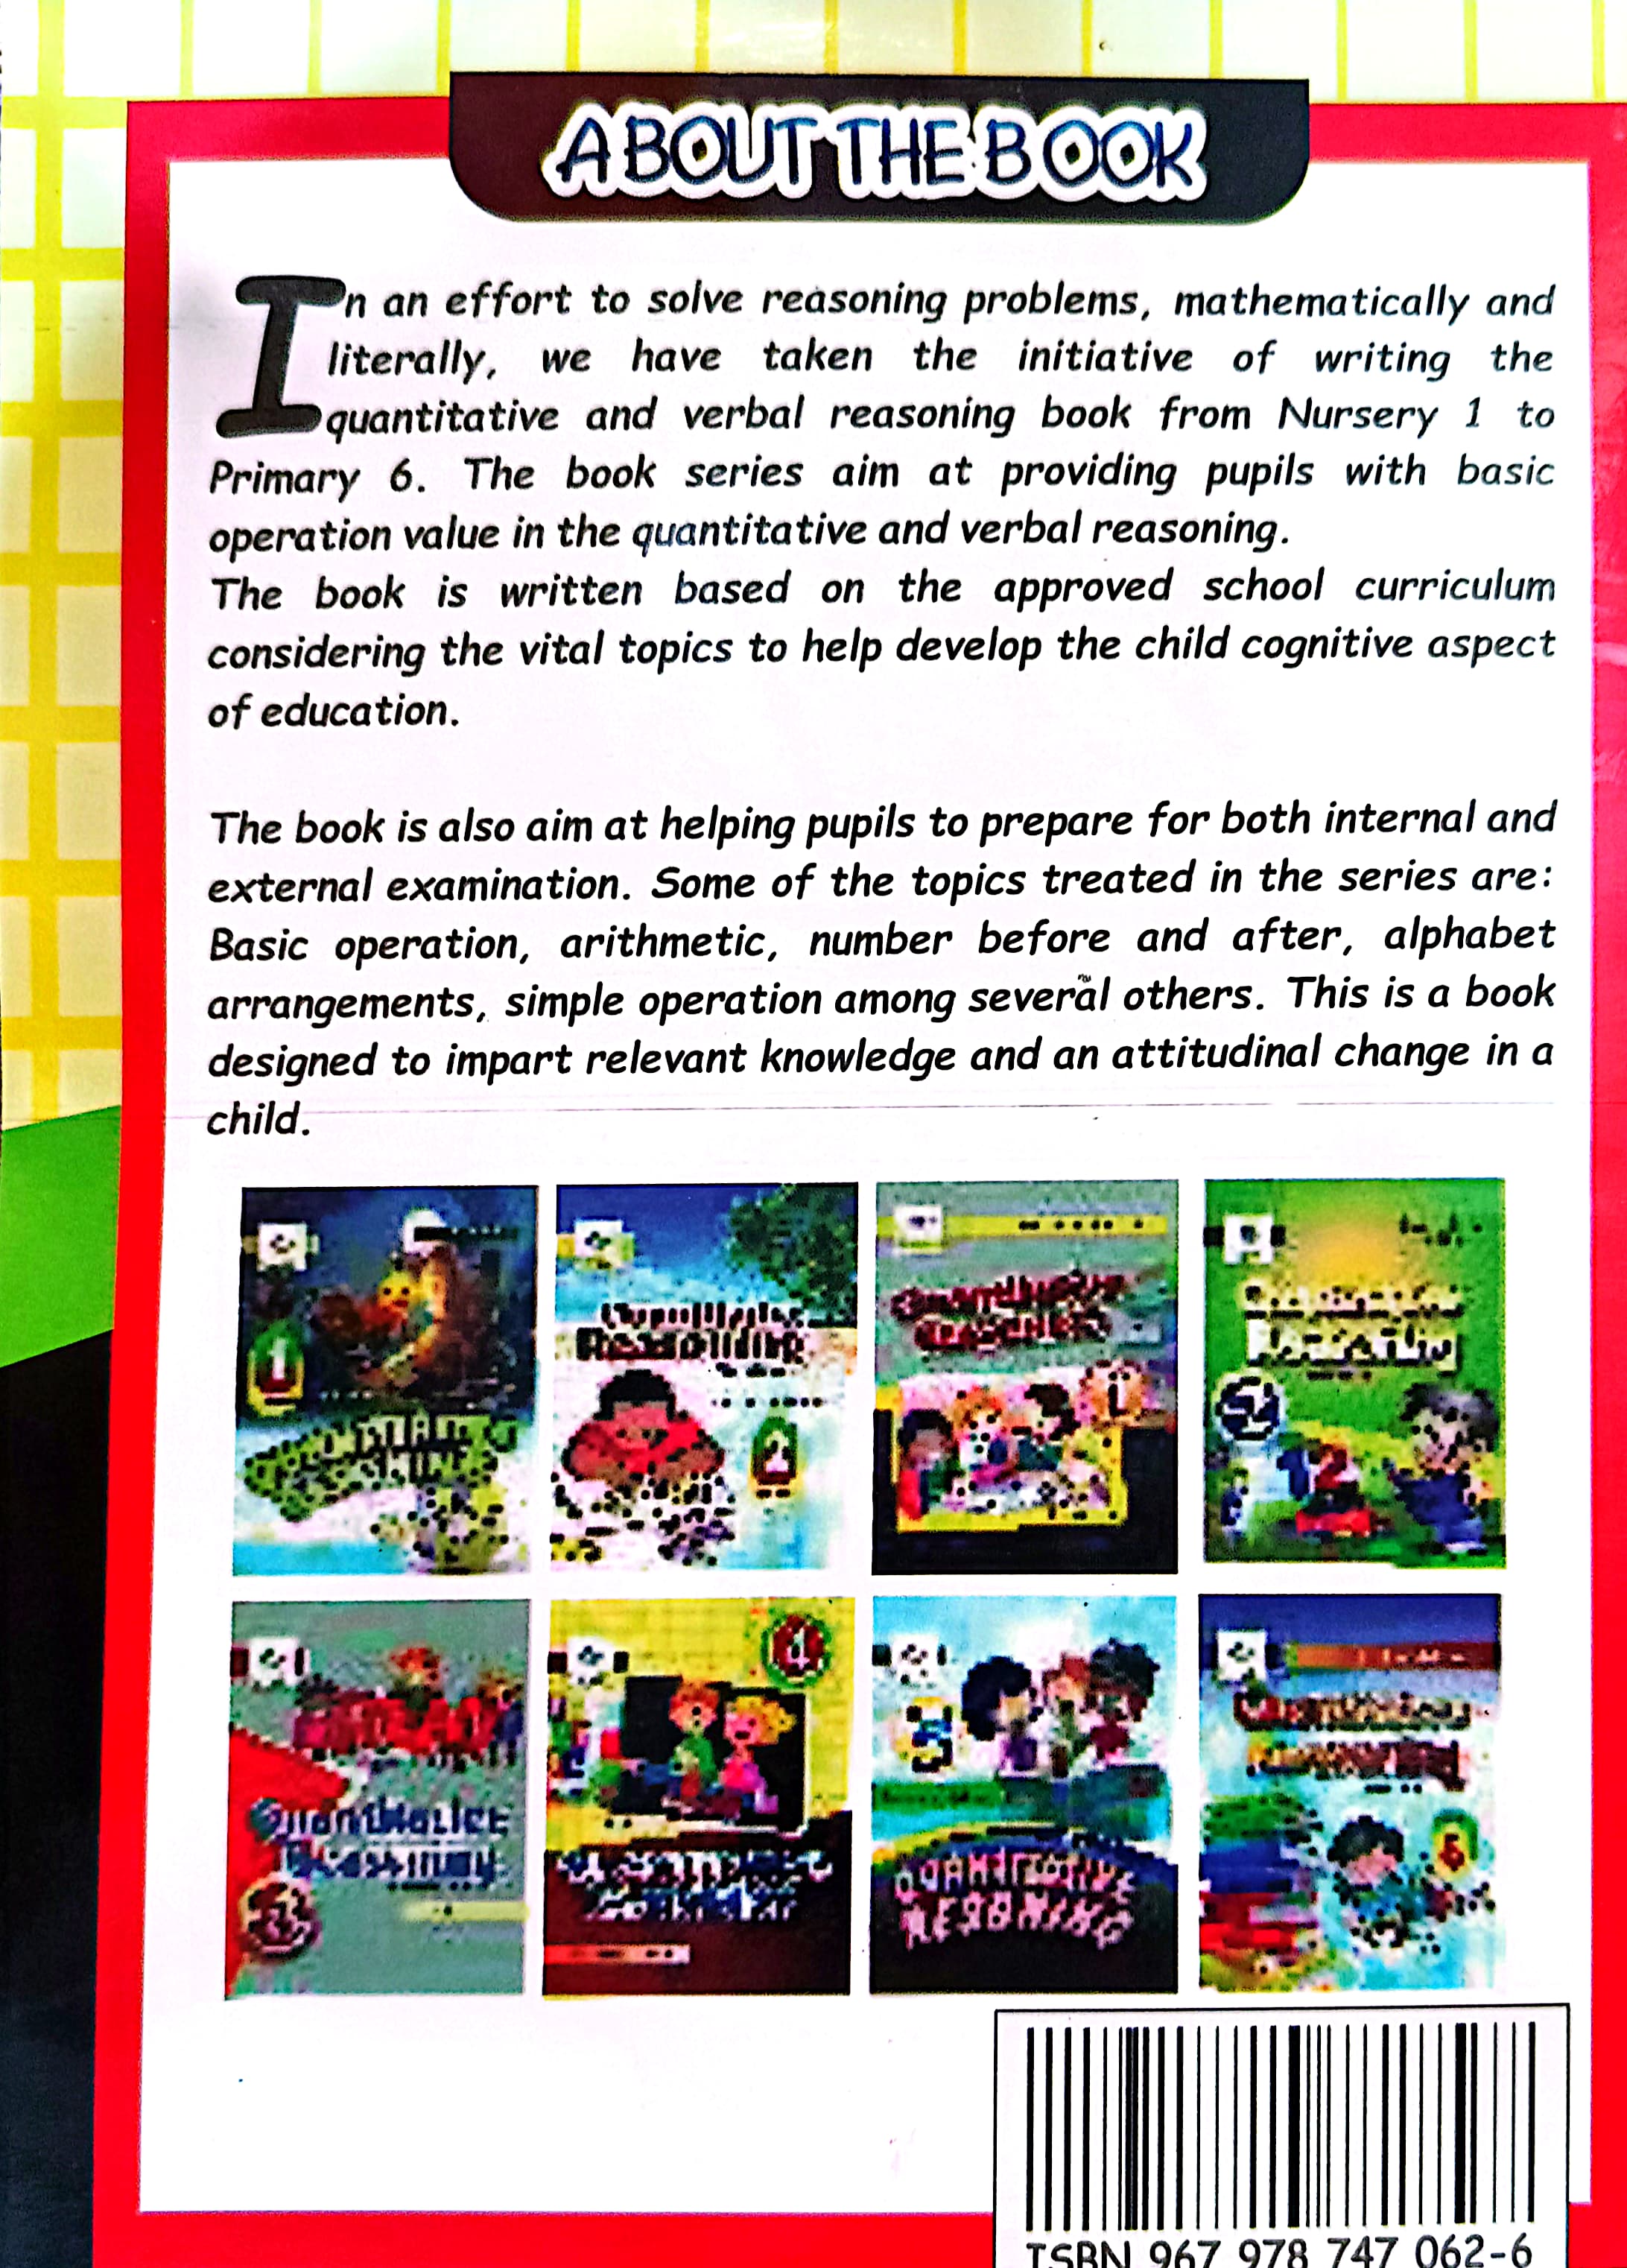 ABOUT THE BOOK
In an effort to solve reasoning problems, mathematically and
literally, we have taken the initiative of writing the
quantitative and verbal reasoning book from Nursery 1 to
Primary 6. The book series aim at providing pupils with basic
operation value in the quantitative and verbal reasoning.
The book is written based on the approved school curriculum
considering the vital topics to help develop the child cognitive aspect
of education.
The book is also aim at helping pupils to prepare for both internal and
external examination. Some of the topics treated in the series are:
Basic operation, arithmetic, number before and after, alphabet
arrangements, simple operation among several others. This is a book
designed to impart relevant knowledge and an attitudinal change in a
child.
1
2
1
2
12
3
4
5
QUANTITATIVE
6
ISBN 967 978 747 062-6